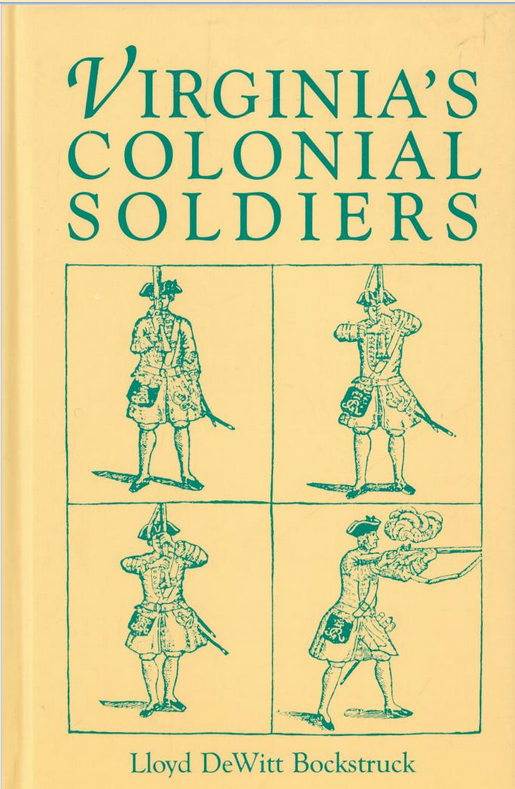 VIRGINIA'S
COLONIAL
SOLDIERS
Lloyd DeWitt Bockstruck